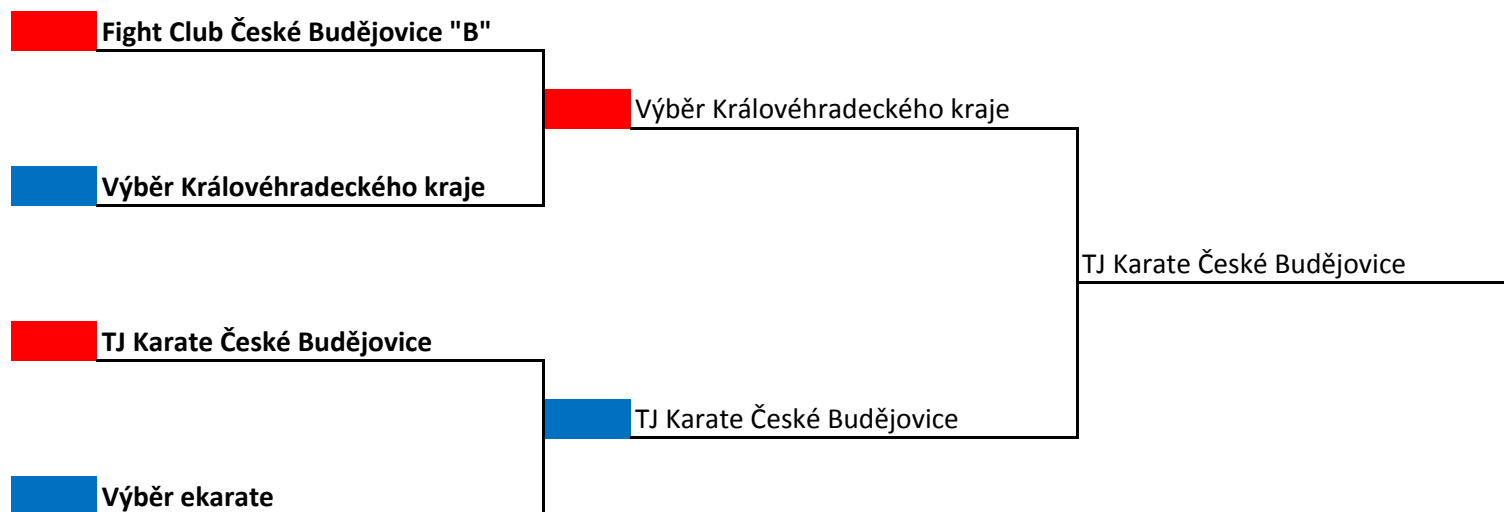 Fight Club České Budějovice "B"
Výběr Královéhradeckého kraje
Výběr Královéhradeckého kraje
TJ Karate České Budějovice
TJ Karate České Budějovice
TJ Karate České Budějovice
Výběr ekarate